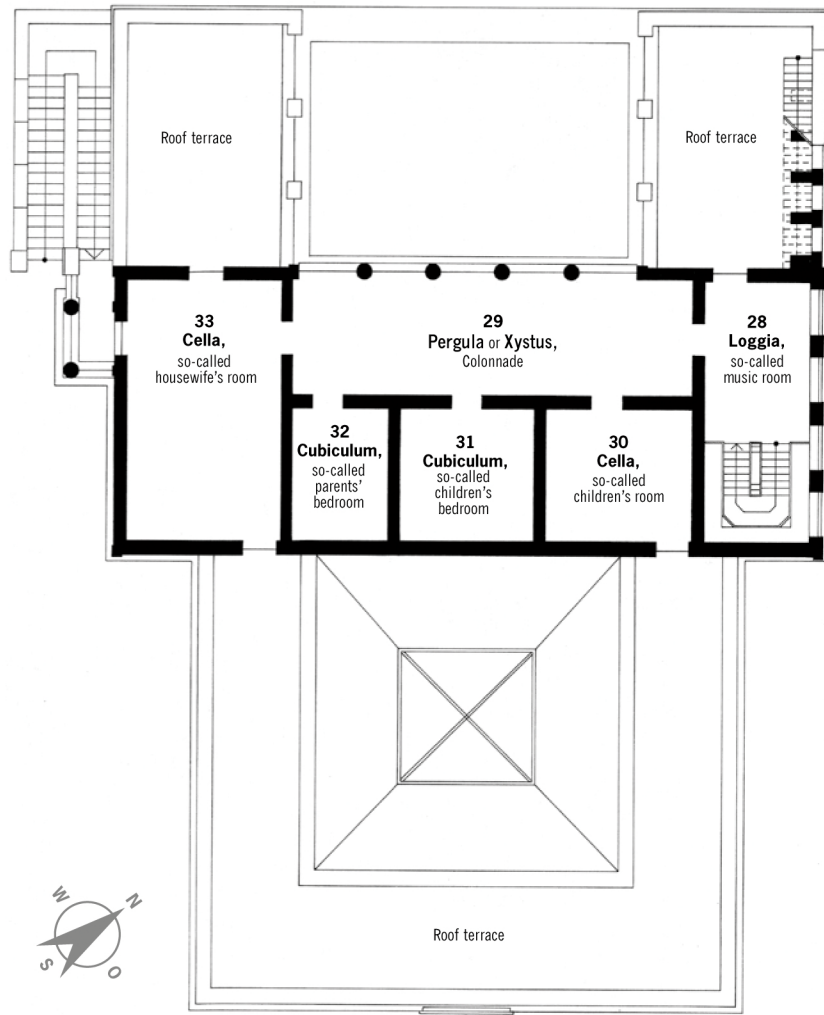 Roof terrace
Roof terrace
33
Cella,
so-called
housewife's room
29
Pergula or Xystus,
Colonnade
28
Loggia,
so-called
music room
32
Cubiculum,
so-called
parents'
bedroom
31
Cubiculum,
so-called
children's
bedroom
30
Cella,
so-called
children's room
Roof terrace
W
N
S
O